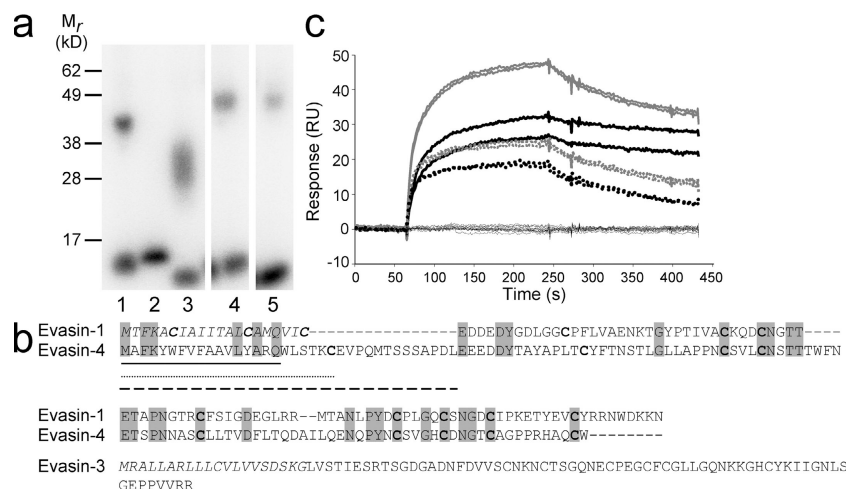 a
M_r
(kD)
62
49
38
28
17
1 2 3 4 5
c
Response (RU)
50
40
30
20
10
0
-10
0 50 100 150 200 250 300 350 400 450
Time (s)
b
Evasin-1 MTFKACIAIITALCAMQVIC----------------EDDEDYGDLGGCPFLVAENKTGYPTIVACKQDCNGTT----
Evasin-4 MAFKYWFVFAAVLYARQWLSTKCEVPQMTSSSAPDLEEEDDYTAYAPLTCYFTNSTLGLLAPPNCSVLCNSTTTWFN
Evasin-1 ETAPNGTRCFSIGDEGLRR--MTANLPYDCPLGQCSNGDCIPKETYEVCYRRNWDKKN
Evasin-4 ETSPNNASCLLTVDFLTQDAILQENQPYNCSVGHCDNGTCAGPPRHAQCW--------
Evasin-3 MRALLARLLLCVLVVSDSKGLVSTIESRTSGDGADNFDVVSCNKNCTSGQNECPEGCFCGLLGQNKKGHCYKIIGNLS
GEPPVVRR